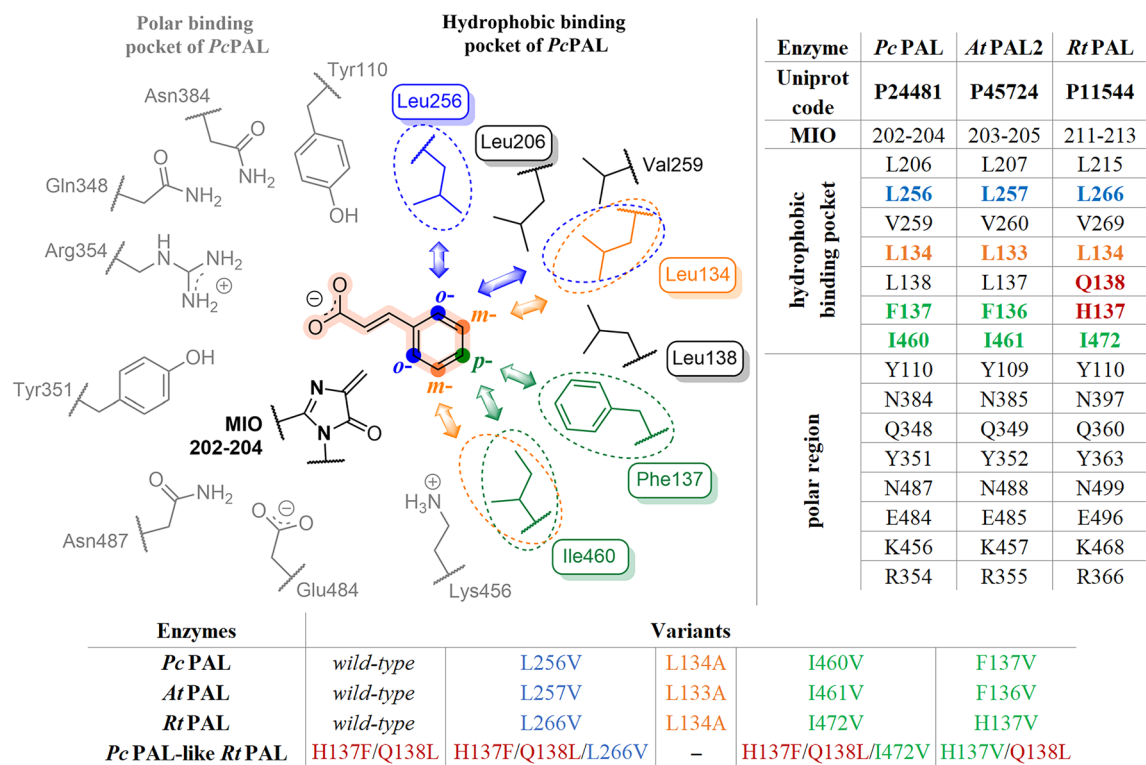 Polar binding
pocket of PcPAL
Hydrophobic binding
pocket of PcPAL
Tyr110
Asn384
Leu256
Leu206
Val259
O
NH2
Gln348
O
NH2
OH
Arg354
H
N
NH2
NH2
+
Leu134
−
O
O
o-
m-
p-
o-
m-
Leu138
OH
Tyr351
N
N
O
MIO
202-204
Phe137
O
NH2
Asn487
−
O
O
Glu484
+
H3N
Lys456
Ile460
Enzyme PcPAL AtPAL2 RtPAL
Uniprot code P24481 P45724 P11544
MIO 202-204 203-205 211-213
hydrophobic
binding pocket
L206 L207 L215
L256 L257 L266
V259 V260 V269
L134 L133 L134
L138 L137 Q138
F137 F136 H137
I460 I461 I472
polar region
Y110 Y109 Y110
N384 N385 N397
Q348 Q349 Q360
Y351 Y352 Y363
N487 N488 N499
E484 E485 E496
K456 K457 K468
R354 R355 R366
Enzymes Variants
PcPAL wild-type L256V L134A I460V F137V
AtPAL wild-type L257V L133A I461V F136V
RtPAL wild-type L266V L134A I472V H137V
PcPAL-like RtPAL H137F/Q138L H137F/Q138L/L266V – H137F/Q138L/I472V H137V/Q138L